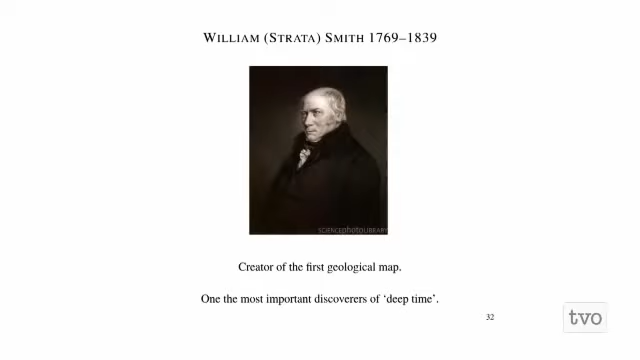 WILLIAM (STRATA) SMITH 1769–1839
SCIENCEPHOTOLIBRARY
Creator of the first geological map.
One the most important discoverers of ‘deep time’.
32
tvo